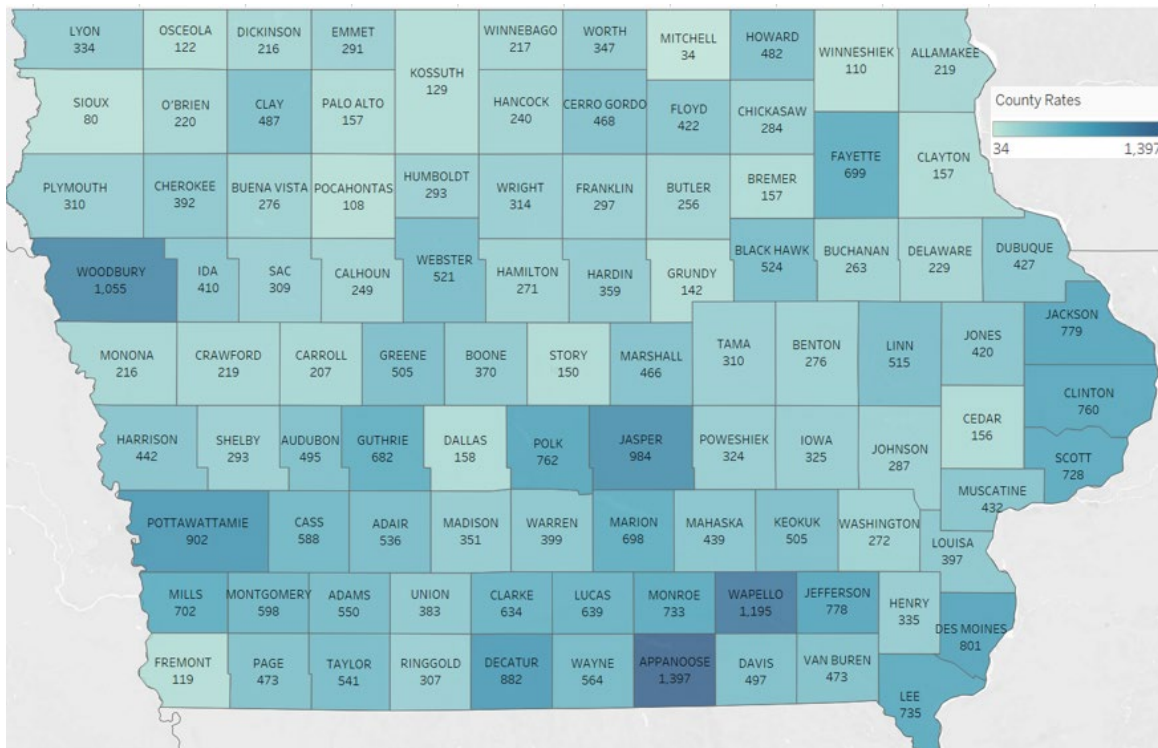 LYON
334
OSCEOLA
122
DICKINSON
216
EMMET
291
KOSSUTH
129
WINNEBAGO
217
WORTH
347
MITCHELL
34
HOWARD
482
WINNESHIEK
110
ALLAMAKEE
219
SIOUX
80
O'BRIEN
220
CLAY
487
PALO ALTO
157
HANCOCK
240
CERRO GORDO
468
FLOYD
422
CHICKASAW
284
County Rates
34
1,397
PLYMOUTH
310
CHEROKEE
392
BUENA VISTA
276
POCAHONTAS
108
HUMBOLDT
293
WRIGHT
314
FRANKLIN
297
BUTLER
256
BREMER
157
FAYETTE
699
CLAYTON
157
WOODBURY
1,055
IDA
410
SAC
309
CALHOUN
249
WEBSTER
521
HAMILTON
271
HARDIN
359
GRUNDY
142
BLACK HAWK
524
BUCHANAN
263
DELAWARE
229
DUBUQUE
427
MONONA
216
CRAWFORD
219
CARROLL
207
GREENE
505
BOONE
370
STORY
150
MARSHALL
466
TAMA
310
BENTON
276
LINN
515
JONES
420
JACKSON
779
CLINTON
760
HARRISON
442
SHELBY
293
AUDUBON
495
GUTHRIE
682
DALLAS
158
POLK
762
JASPER
984
POWESHIEK
324
IOWA
325
JOHNSON
287
CEDAR
156
SCOTT
728
MUSCATINE
432
POTTAWATTAMIE
902
CASS
588
ADAIR
536
MADISON
351
WARREN
399
MARION
698
MAHASKA
439
KEOKUK
505
WASHINGTON
272
LOUISA
397
MILLS
702
MONTGOMERY
598
ADAMS
550
UNION
383
CLARKE
634
LUCAS
639
MONROE
733
WAPELLO
1,195
JEFFERSON
778
HENRY
335
DES MOINES
801
FREMONT
119
PAGE
473
TAYLOR
541
RINGGOLD
307
DECATUR
882
WAYNE
564
APPANOOSE
1,397
DAVIS
497
VAN BUREN
473
LEE
735